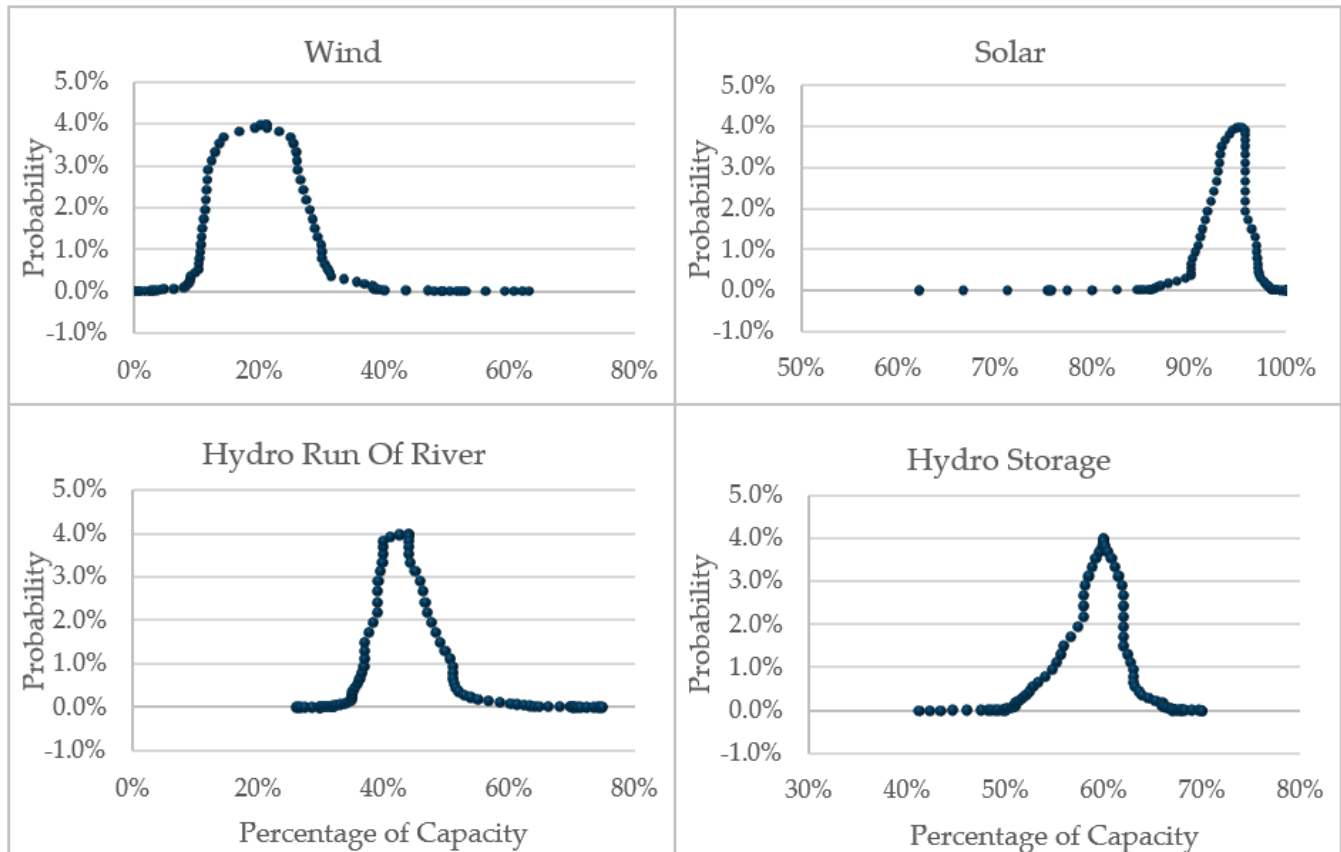 Wind
5.0%
4.0%
3.0%
2.0%
1.0%
0.0%
-1.0%
Probability
0% 20% 40% 60% 80%
Solar
5.0%
4.0%
3.0%
2.0%
1.0%
0.0%
-1.0%
Probability
50% 60% 70% 80% 90% 100%
Hydro Run Of River
5.0%
4.0%
3.0%
2.0%
1.0%
0.0%
-1.0%
Probability
0% 20% 40% 60% 80%
Percentage of Capacity
Hydro Storage
5.0%
4.0%
3.0%
2.0%
1.0%
0.0%
-1.0%
Probability
30% 40% 50% 60% 70% 80%
Percentage of Capacity